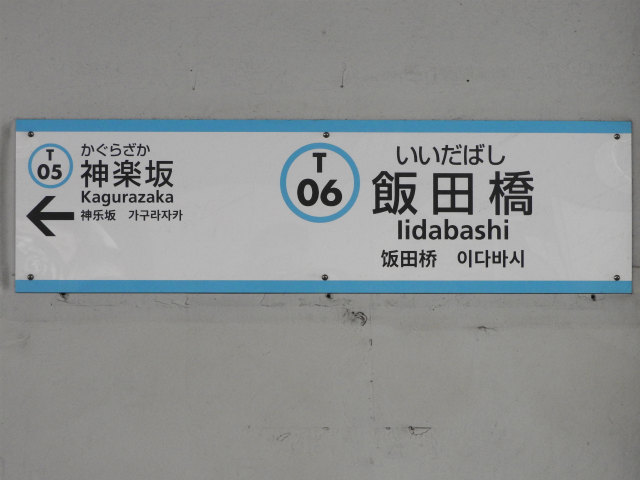 T
05
かぐらざか
神楽坂
Kagurazaka
神乐坂 가구라자카
T
06
いいだばし
飯田橋
Iidabashi
饭田桥 이다바시